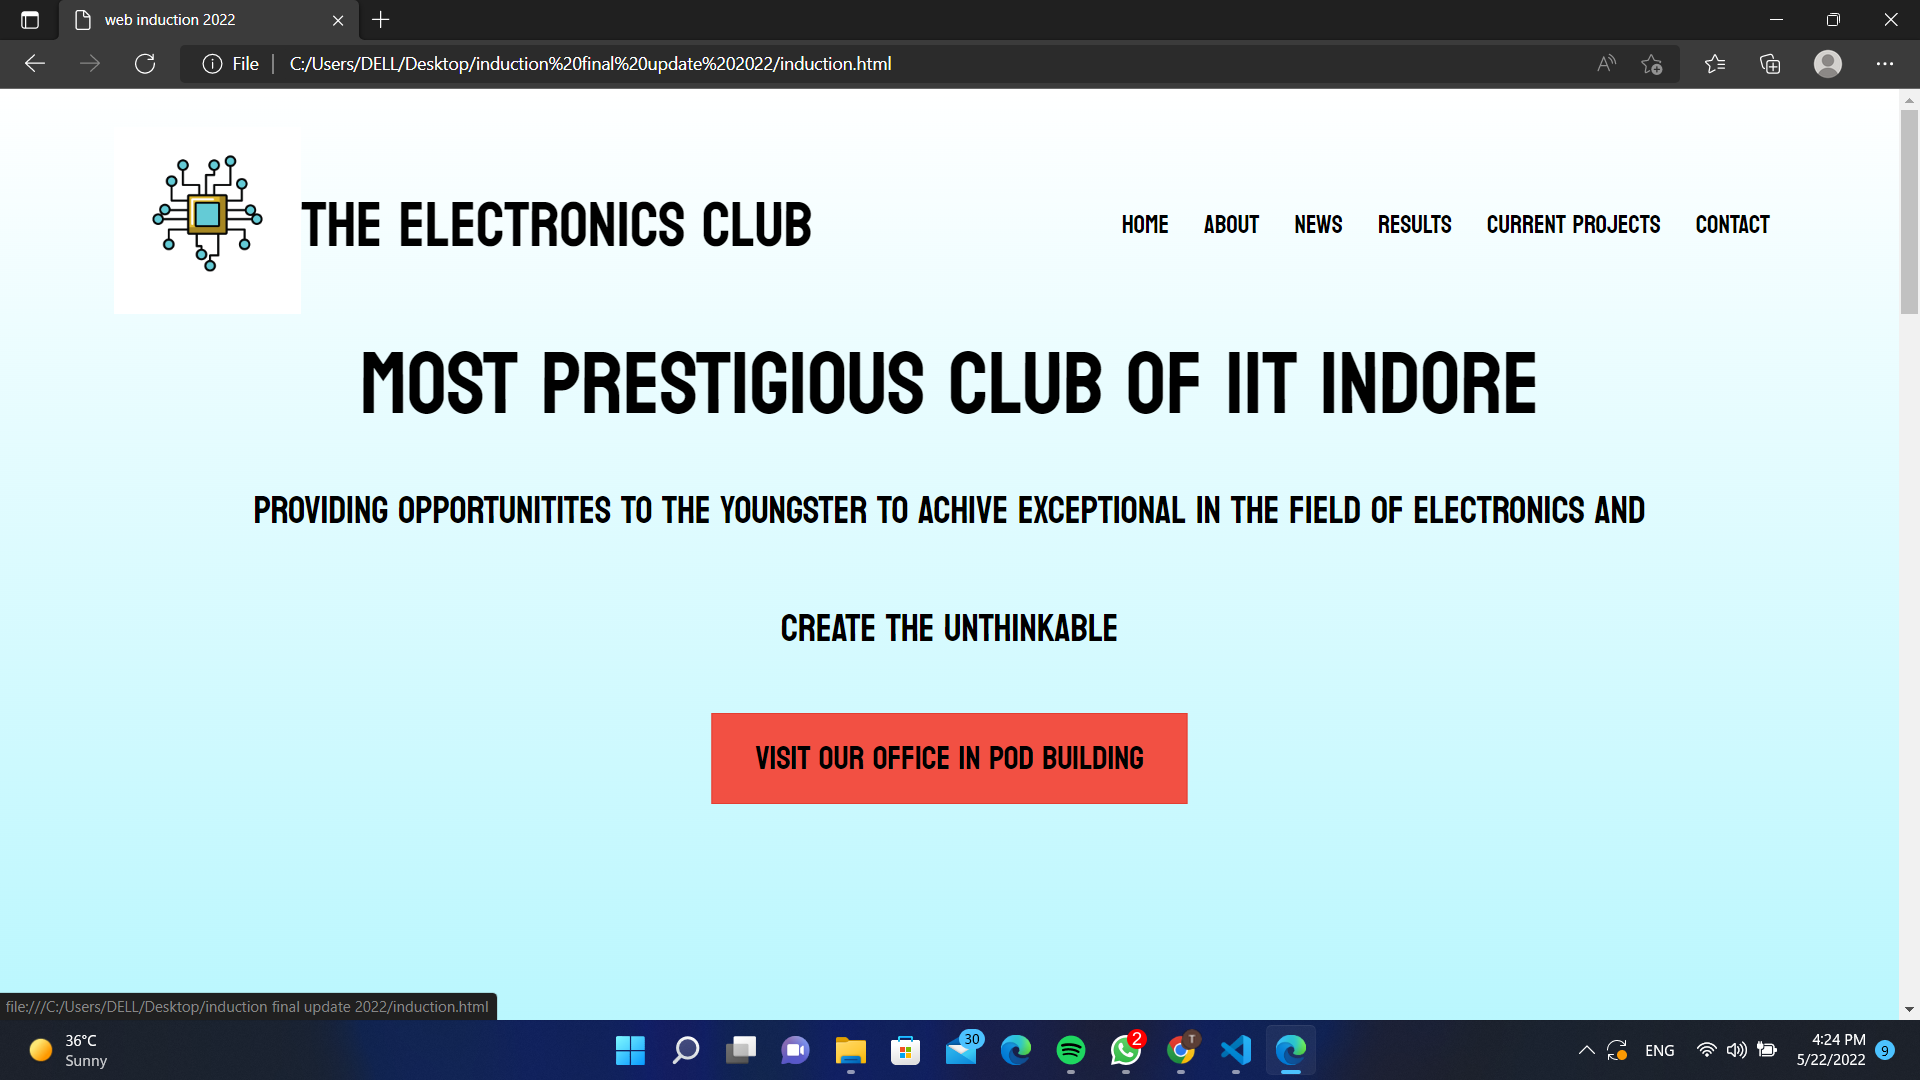 web induction 2022
File
C:/Users/DELL/Desktop/induction%20final%20update%202022/induction.html
THE ELECTRONICS CLUB
HOME ABOUT NEWS RESULTS CURRENT PROJECTS CONTACT
MOST PRESTIGIOUS CLUB OF IIT INDORE
PROVIDING OPPORTUNITITES TO THE YOUNGSTER TO ACHIVE EXCEPTIONAL IN THE FIELD OF ELECTRONICS AND
CREATE THE UNTHINKABLE
VISIT OUR OFFICE IN POD BUILDING
file:///C:/Users/DELL/Desktop/induction final update 2022/induction.html
36°C
Sunny
30
2
T
ENG
4:24 PM
5/22/2022
9